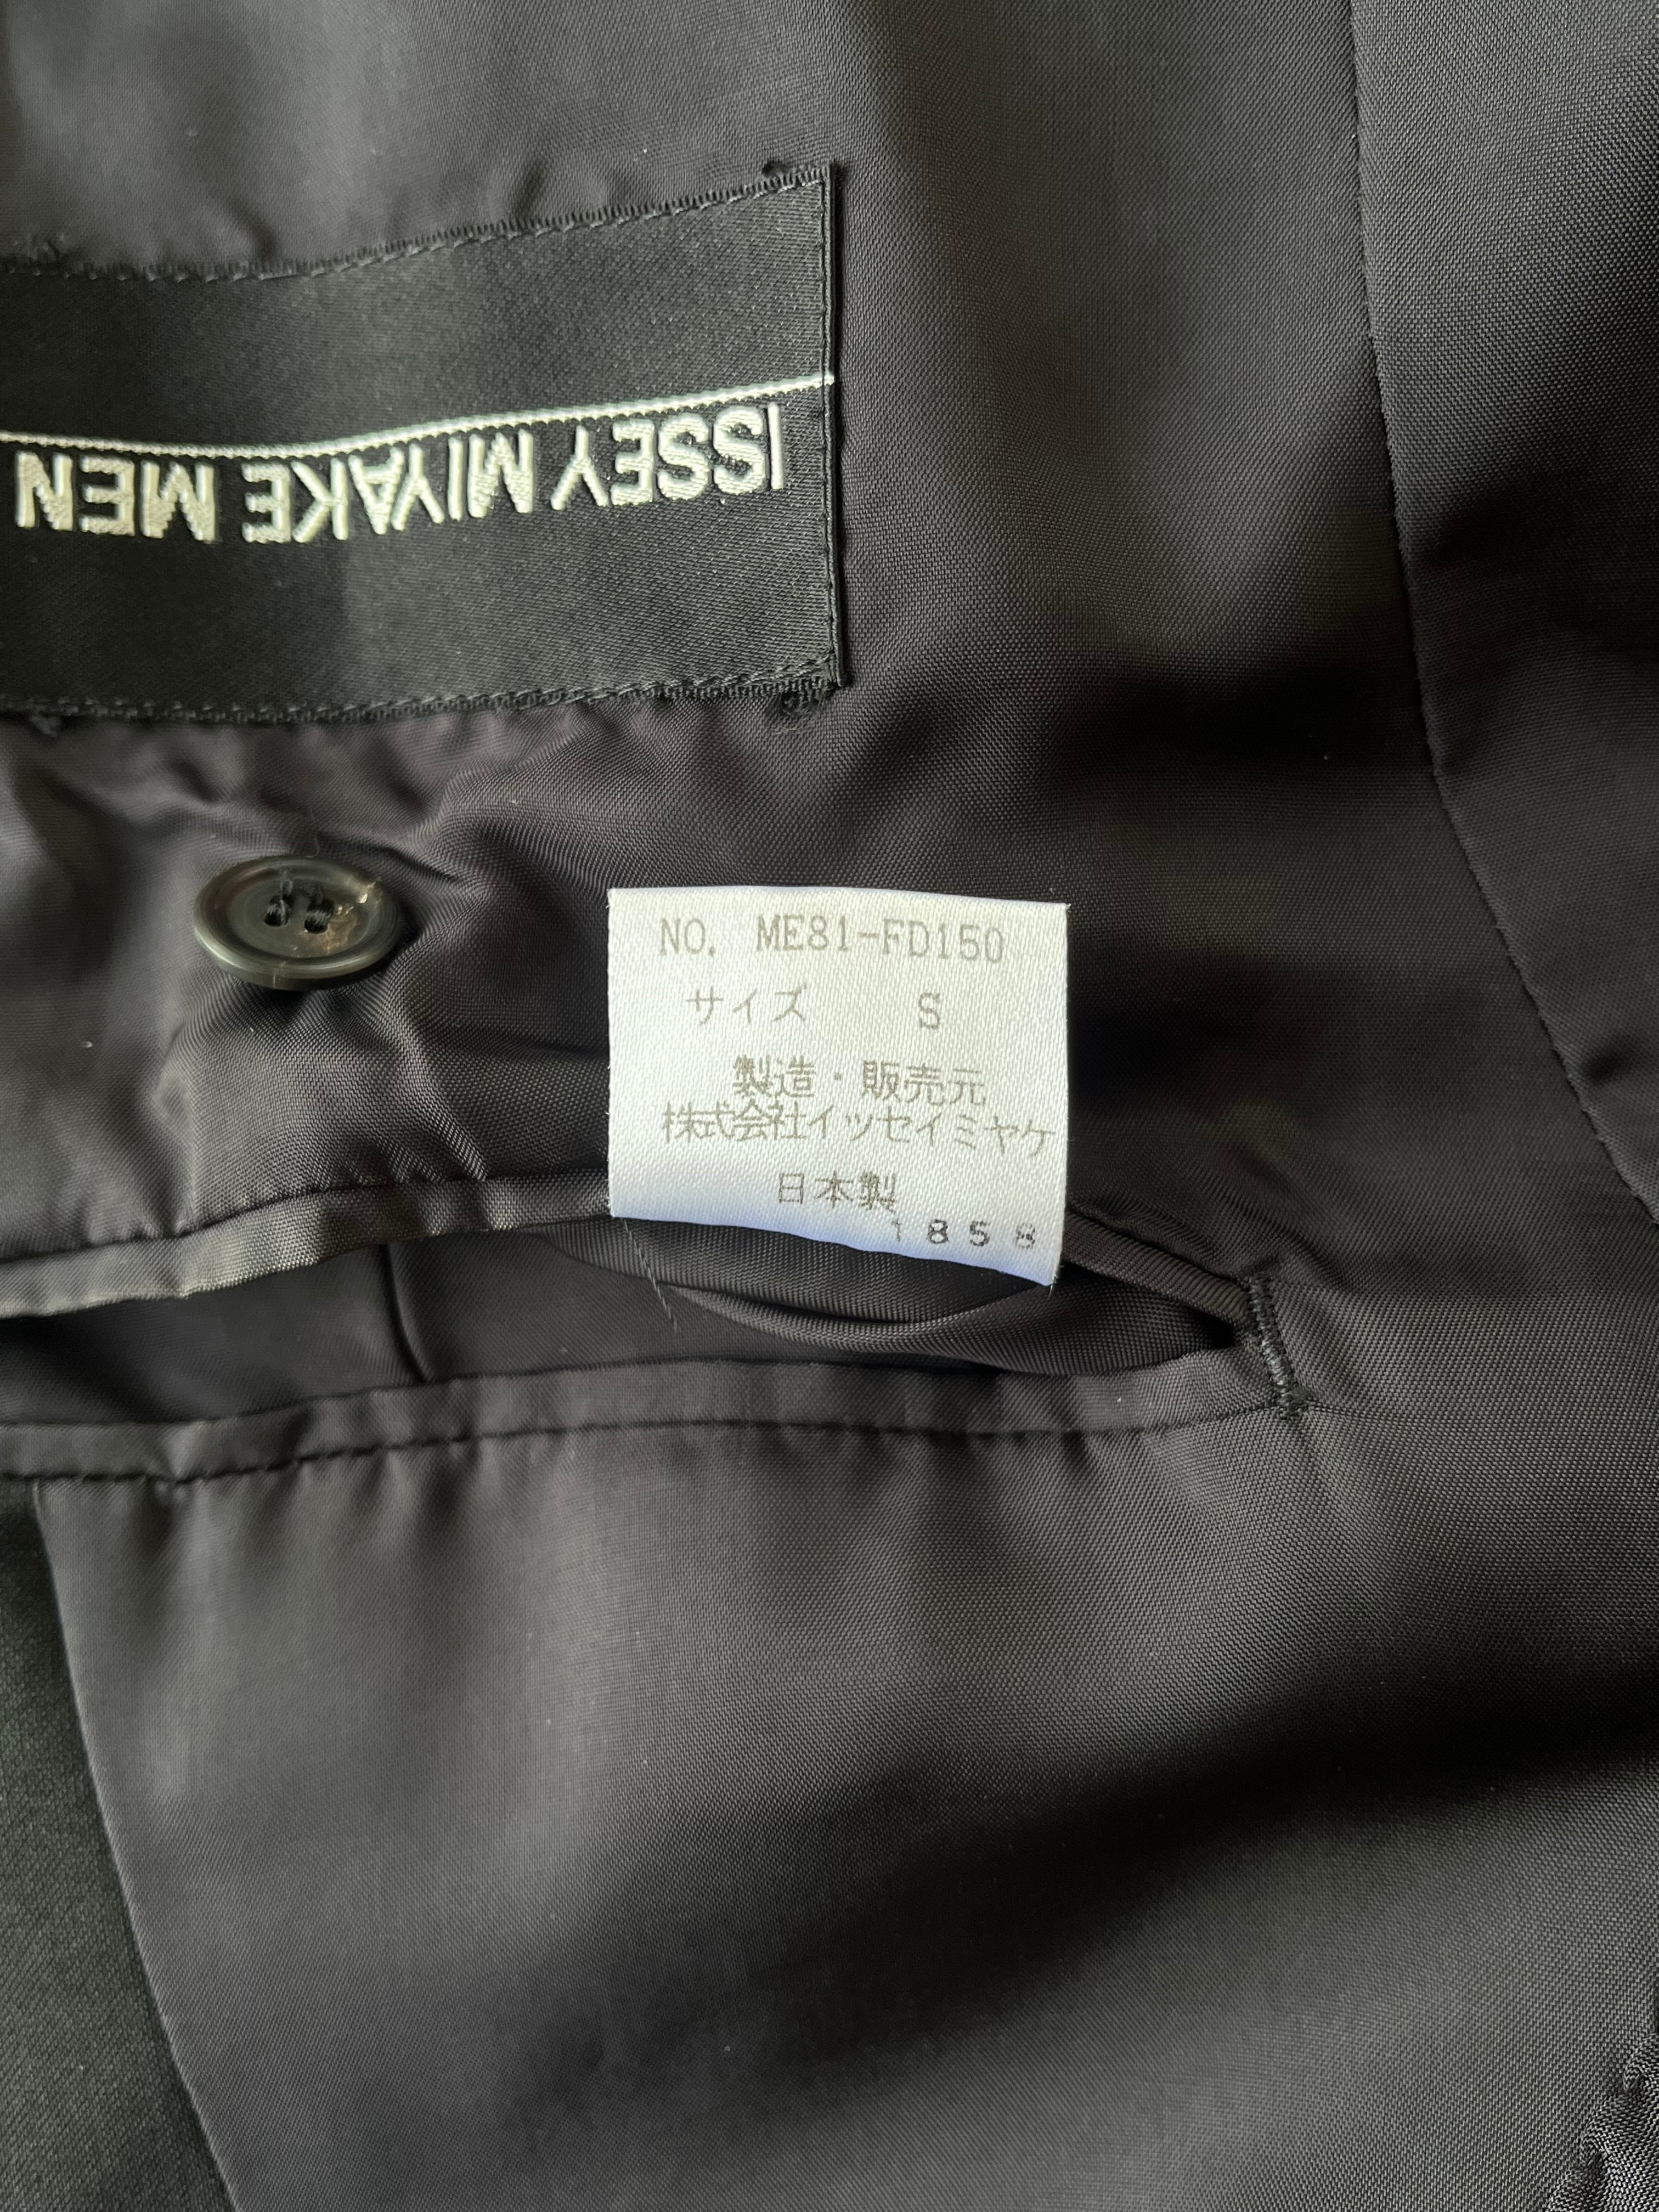 ISSEY MIYAKE MEN
NO. ME81-FD150
サイズ S
製造・販売元
株式会社イッセイミヤケ
日本製
1858